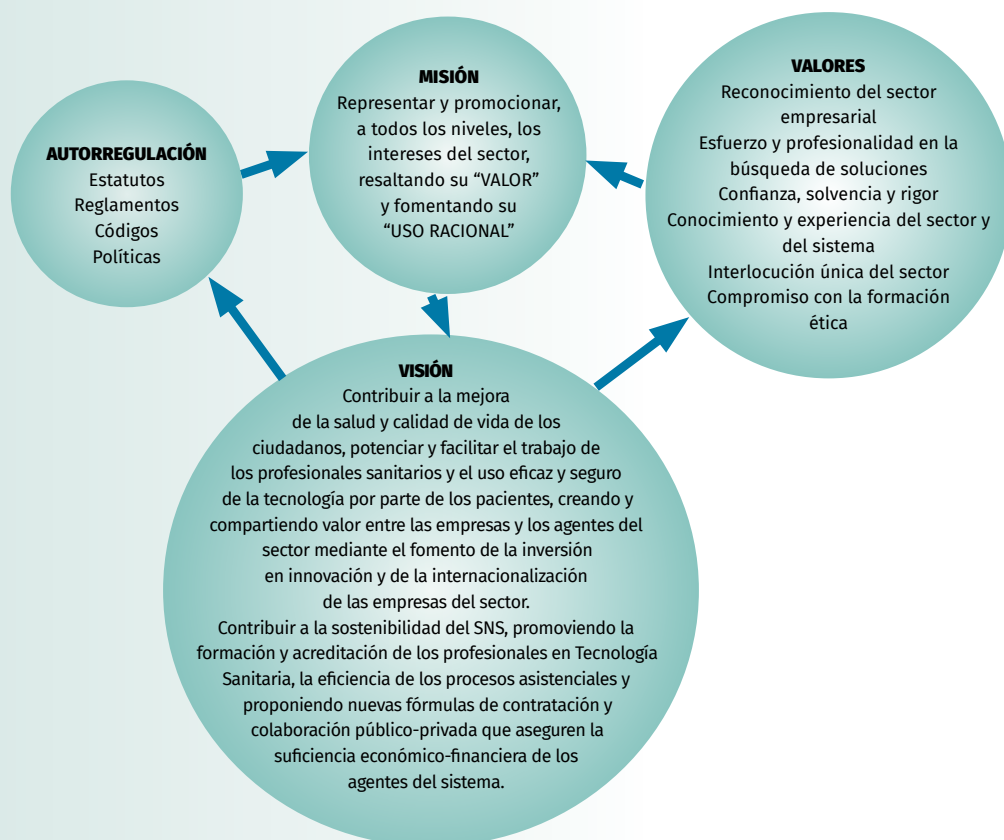 AUTORREGULACIÓN
Estatutos
Reglamentos
Códigos
Políticas
MISIÓN
Representar y promocionar,
a todos los niveles, los
intereses del sector,
resaltando su “VALOR”
y fomentando su
“USO RACIONAL”
VALORES
Reconocimiento del sector
empresarial
Esfuerzo y profesionalidad en la
búsqueda de soluciones
Confianza, solvencia y rigor
Conocimiento y experiencia del sector y
del sistema
Interlocución única del sector
Compromiso con la formación
ética
VISIÓN
Contribuir a la mejora
de la salud y calidad de vida de los
ciudadanos, potenciar y facilitar el trabajo de
los profesionales sanitarios y el uso eficaz y seguro
de la tecnología por parte de los pacientes, creando y
compartiendo valor entre las empresas y los agentes del
sector mediante el fomento de la inversión
en innovación y de la internacionalización
de las empresas del sector.
Contribuir a la sostenibilidad del SNS, promoviendo la
formación y acreditación de los profesionales en Tecnología
Sanitaria, la eficiencia de los procesos asistenciales y
proponiendo nuevas fórmulas de contratación y
colaboración público-privada que aseguren la
suficiencia económico-financiera de los
agentes del sistema.